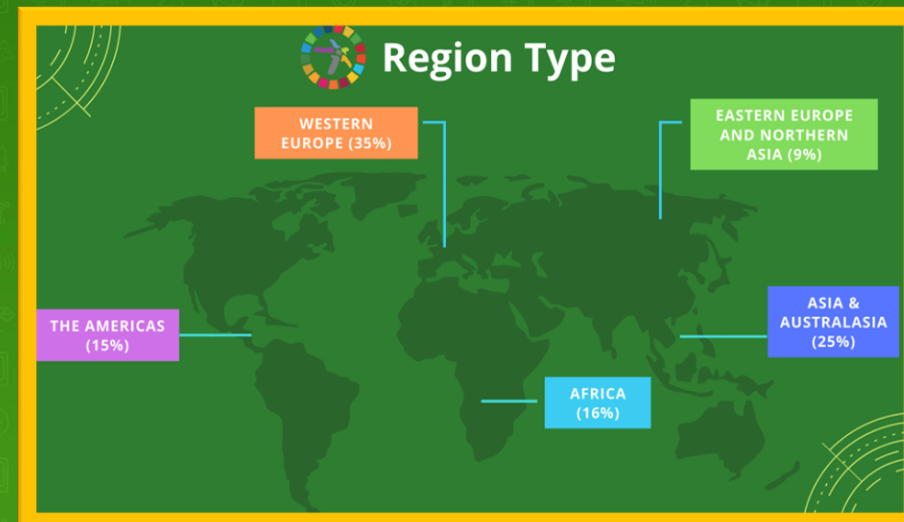 Region Type
WESTERN
EUROPE (35%)
EASTERN EUROPE
AND NORTHERN
ASIA (9%)
THE AMERICAS
(15%)
ASIA &
AUSTRALASIA
(25%)
AFRICA
(16%)